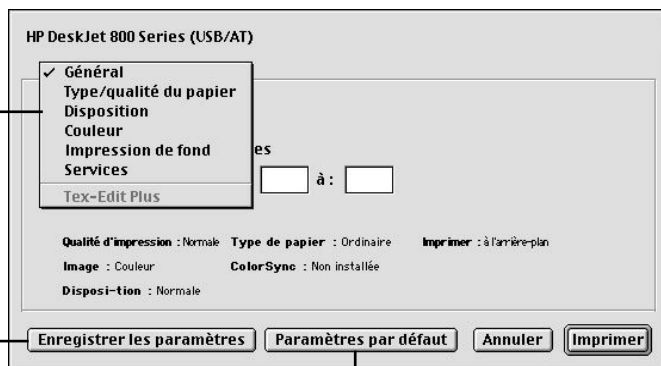 HP DeskJet 800 Series (USB/AT)
✓ Général
Type/qualité du papier
Disposition
Couleur
Impression de fond
es
Services
à :
Tex-Edit Plus
Qualité d'impression : Normale Type de papier : Ordinaire Imprimer : à l'arrière-plan
Image : Couleur ColorSync : Non installée
Disposi-tion : Normale
Enregistrer les paramètres Paramètres par défaut Annuler Imprimer